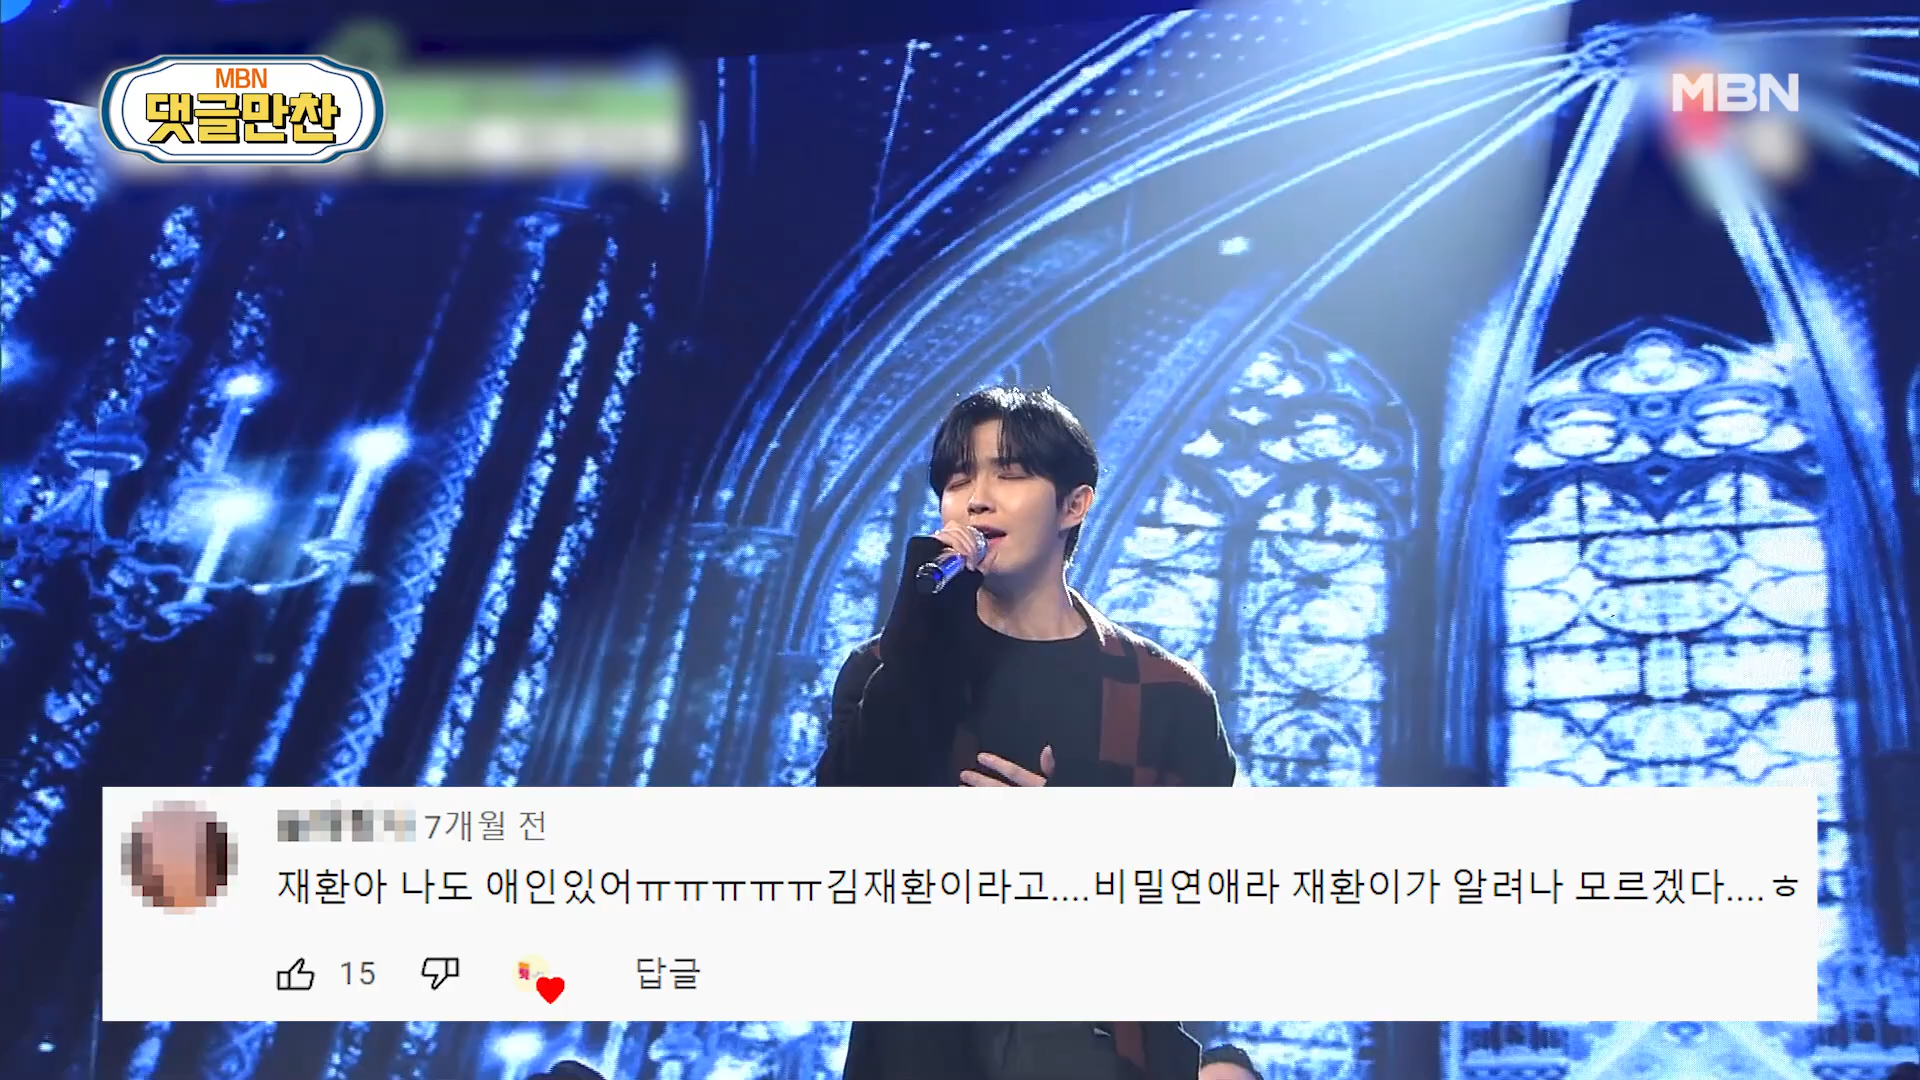 MBN
댓글만찬
MBN
7개월 전
재환아 나도 애인있어ㅠㅠㅠㅠㅠ김재환이라고....비밀연애라 재환이가 알려나 모르겠다....ㅎ
15
답글